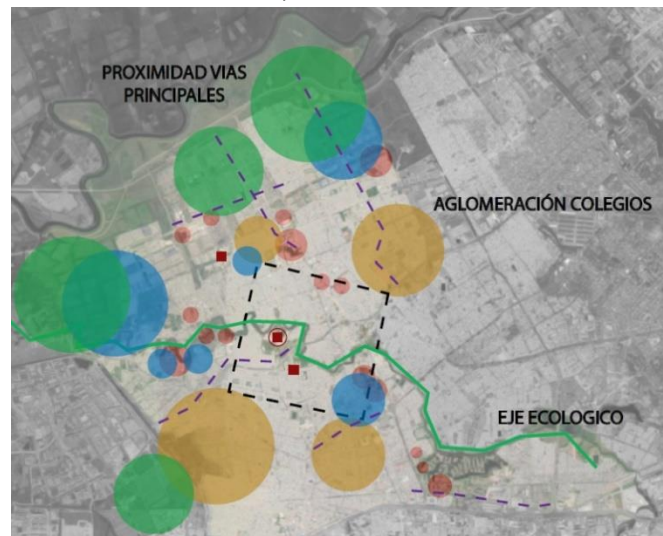 PROXIMIDAD VIAS
PRINCIPALES
AGLOMERACIÓN COLEGIOS
EJE ECOLOGICO